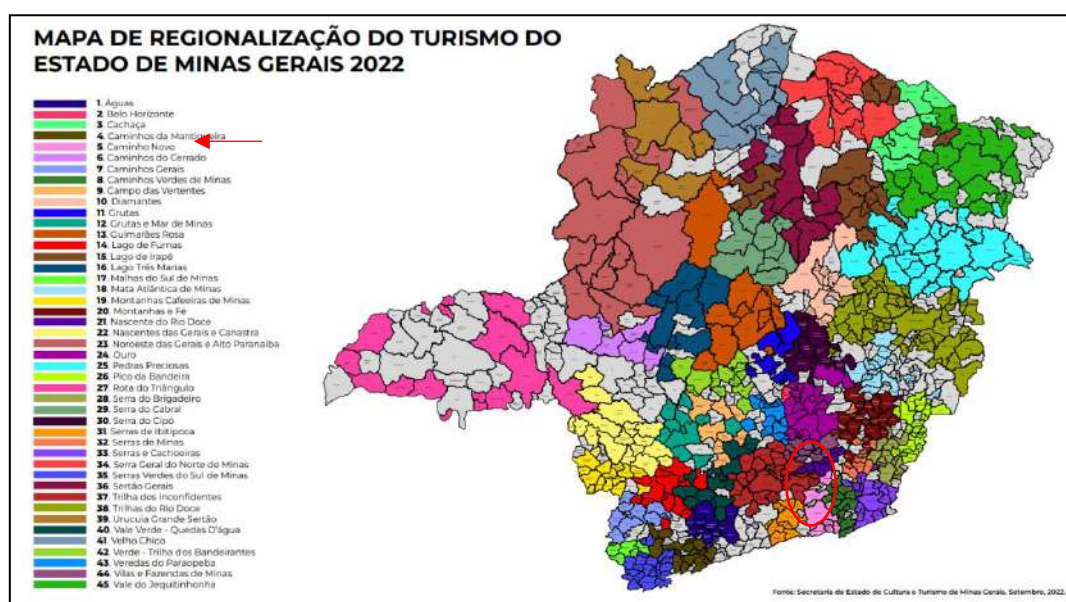 MAPA DE REGIONALIZAÇÃO DO TURISMO DO
ESTADO DE MINAS GERAIS 2022
1. Águas
2. Belo Horizonte
3. Cachaça
4. Caminhos da Mantiqueira
5. Caminho Novo
6. Caminhos do Cerrado
7. Caminhos Gerais
8. Caminhos Verdes de Minas
9. Campo das Vertentes
10. Diamantes
11. Grutas
12. Grutas e Mar de Minas
13. Guimarães Rosa
14. Lago de Furnas
15. Lago de Irapé
16. Lago Três Marias
17. Malhas do Sul de Minas
18. Mata Atlântica de Minas
19. Montanhas Cafeeiras de Minas
20. Montanhas e Fé
21. Nascente do Rio Doce
22. Nascentes das Gerais e Canastra
23. Noroeste das Gerais e Alto Paranaíba
24. Ouro
25. Pedras Preciosas
26. Pico da Bandeira
27. Rota do Triângulo
28. Serra do Brigadeiro
29. Serra do Cabral
30. Serra do Cipó
31. Serras de Ibitipoca
32. Serras de Minas
33. Serras e Cachoeiras
34. Serra Geral do Norte de Minas
35. Serras Verdes do Sul de Minas
36. Sertão Gerais
37. Trilha dos Inconfidentes
38. Trilhas do Rio Doce
39. Urucuia Grande Sertão
40. Vale Verde - Quedas D'água
41. Velho Chico
42. Verde - Trilha dos Bandeirantes
43. Veredas do Paraopeba
44. Vilas e Fazendas de Minas
45. Vale do Jequitinhonha
Fonte: Secretaria de Estado de Cultura e Turismo de Minas Gerais. Setembro, 2022.